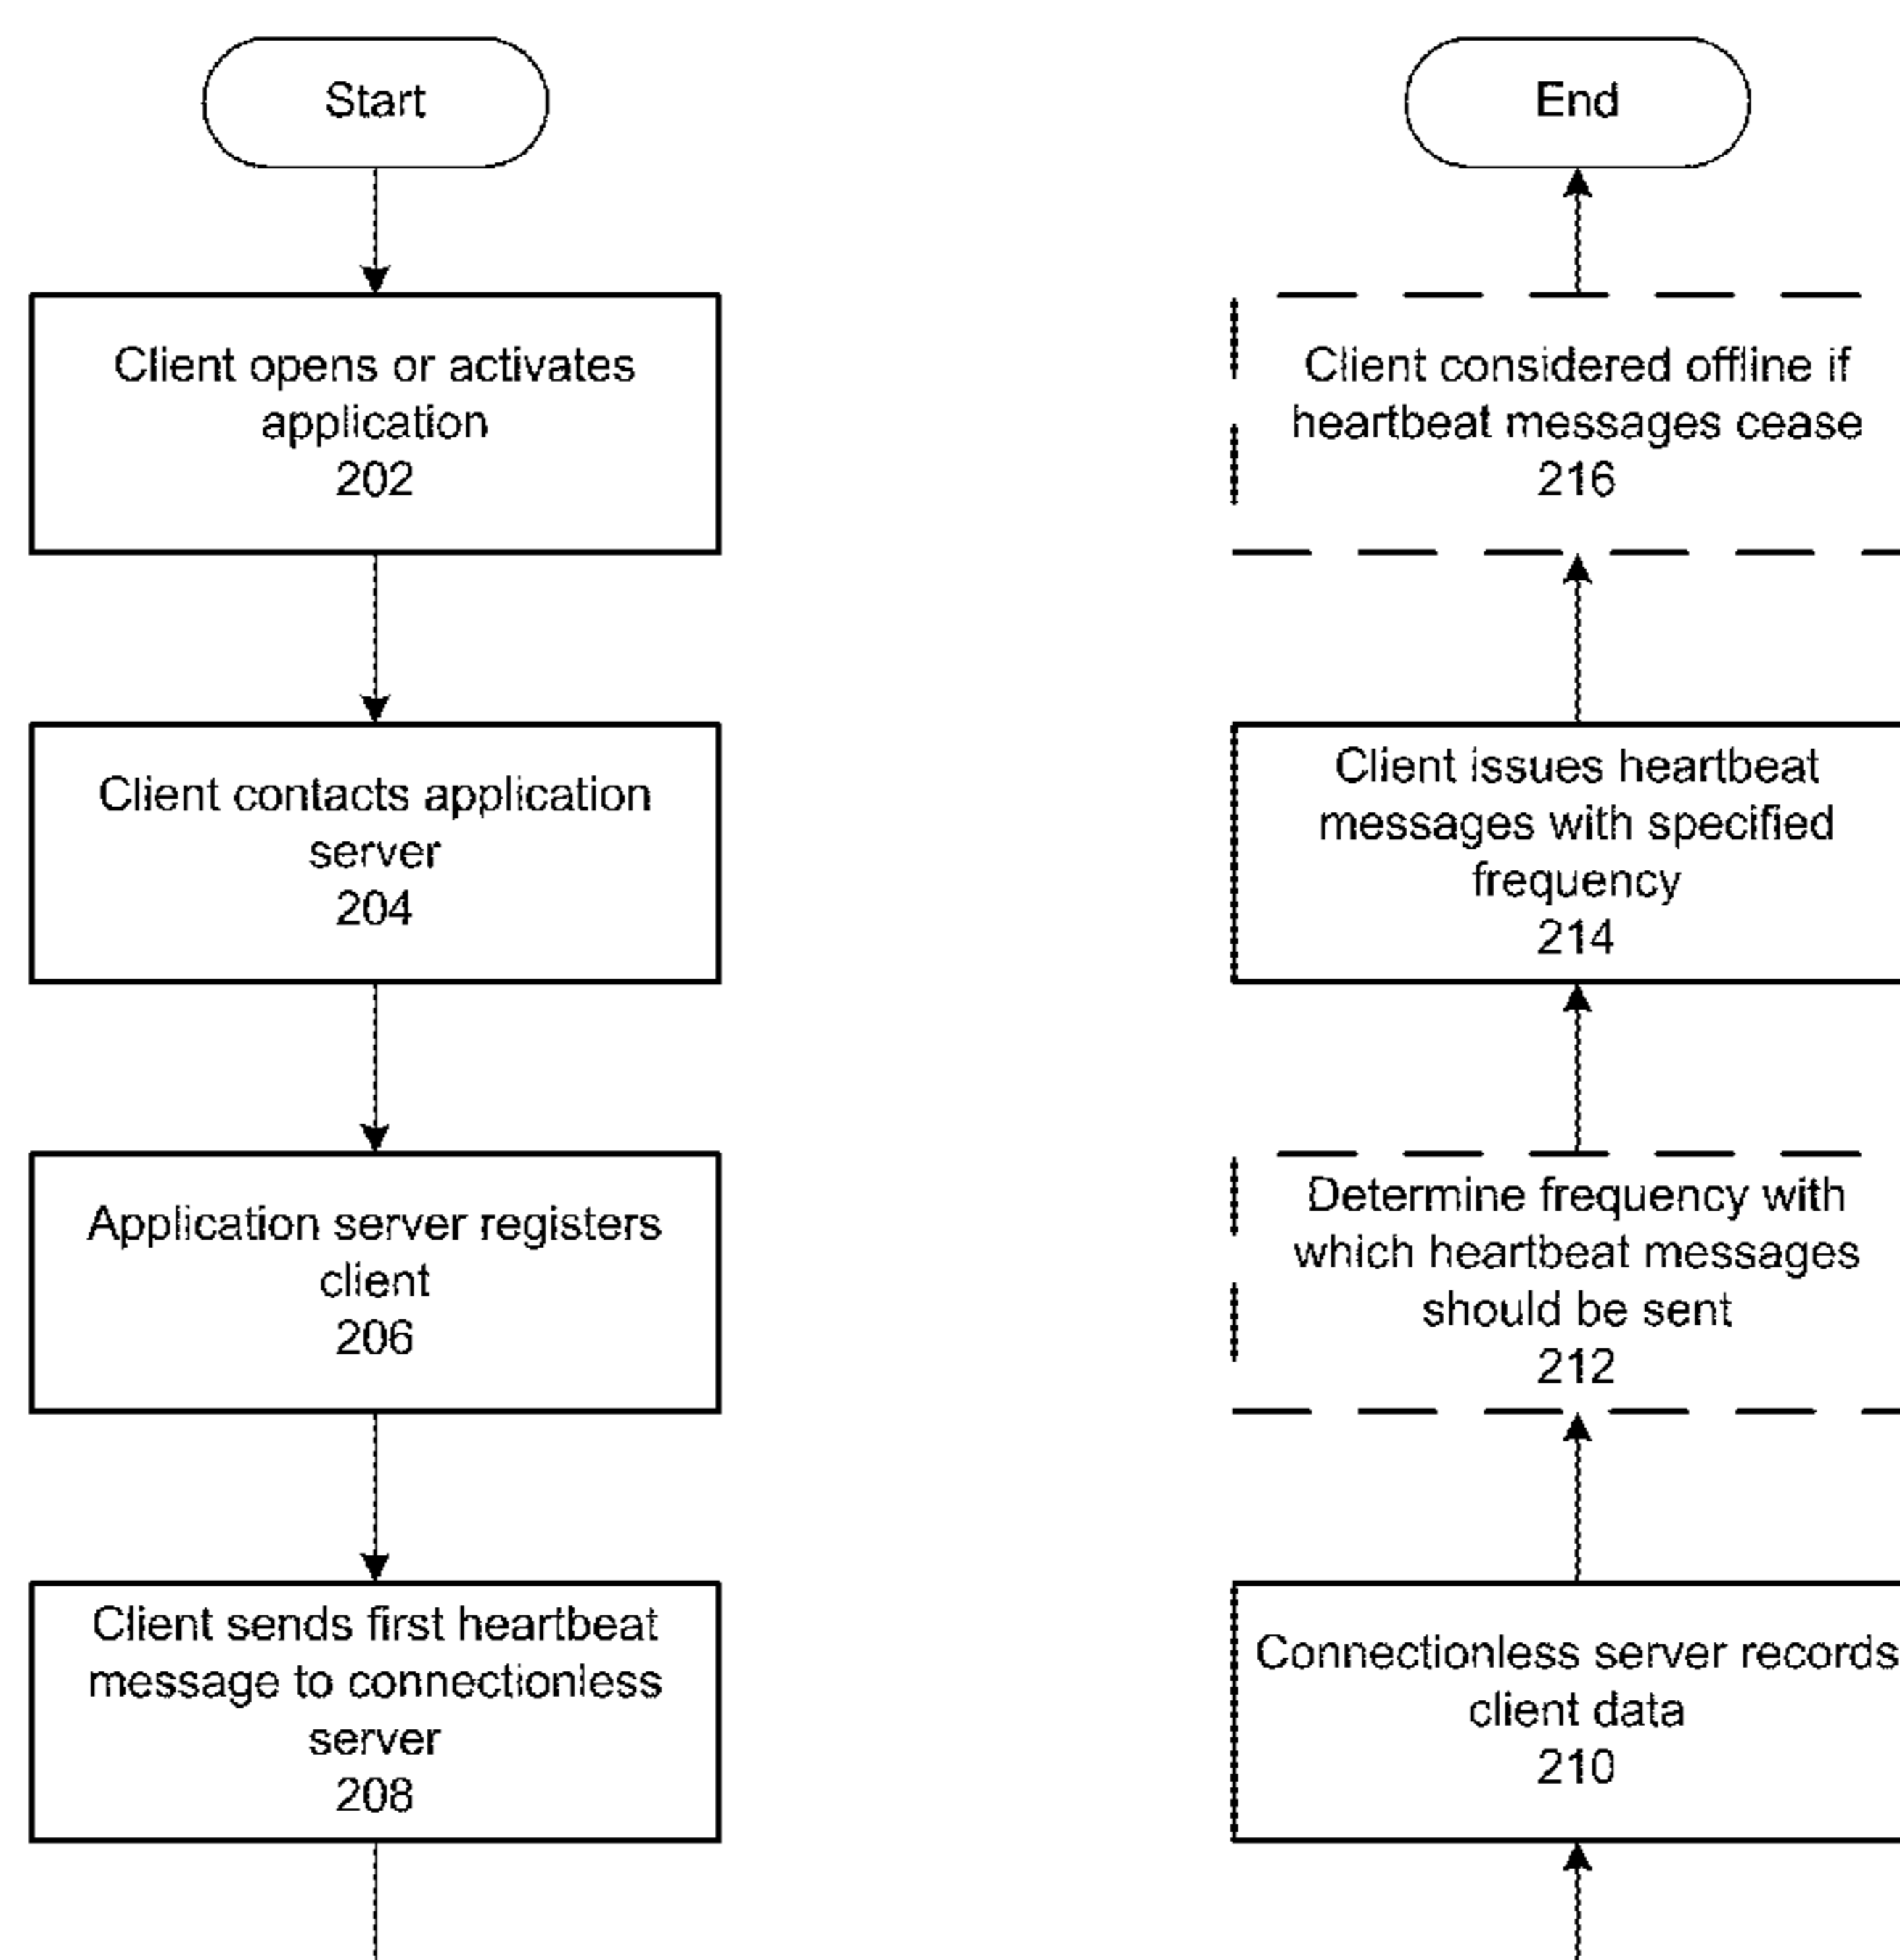 Start
Client opens or activates
application
202
Client contacts application
server
204
Application server registers
client
206
Client sends first heartbeat
message to connectionless
server
208
End
Client considered offline if
heartbeat messages cease
216
Client issues heartbeat
messages with specified
frequency
214
Determine frequency with
which heartbeat messages
should be sent
212
Connectionless server records
client data
210